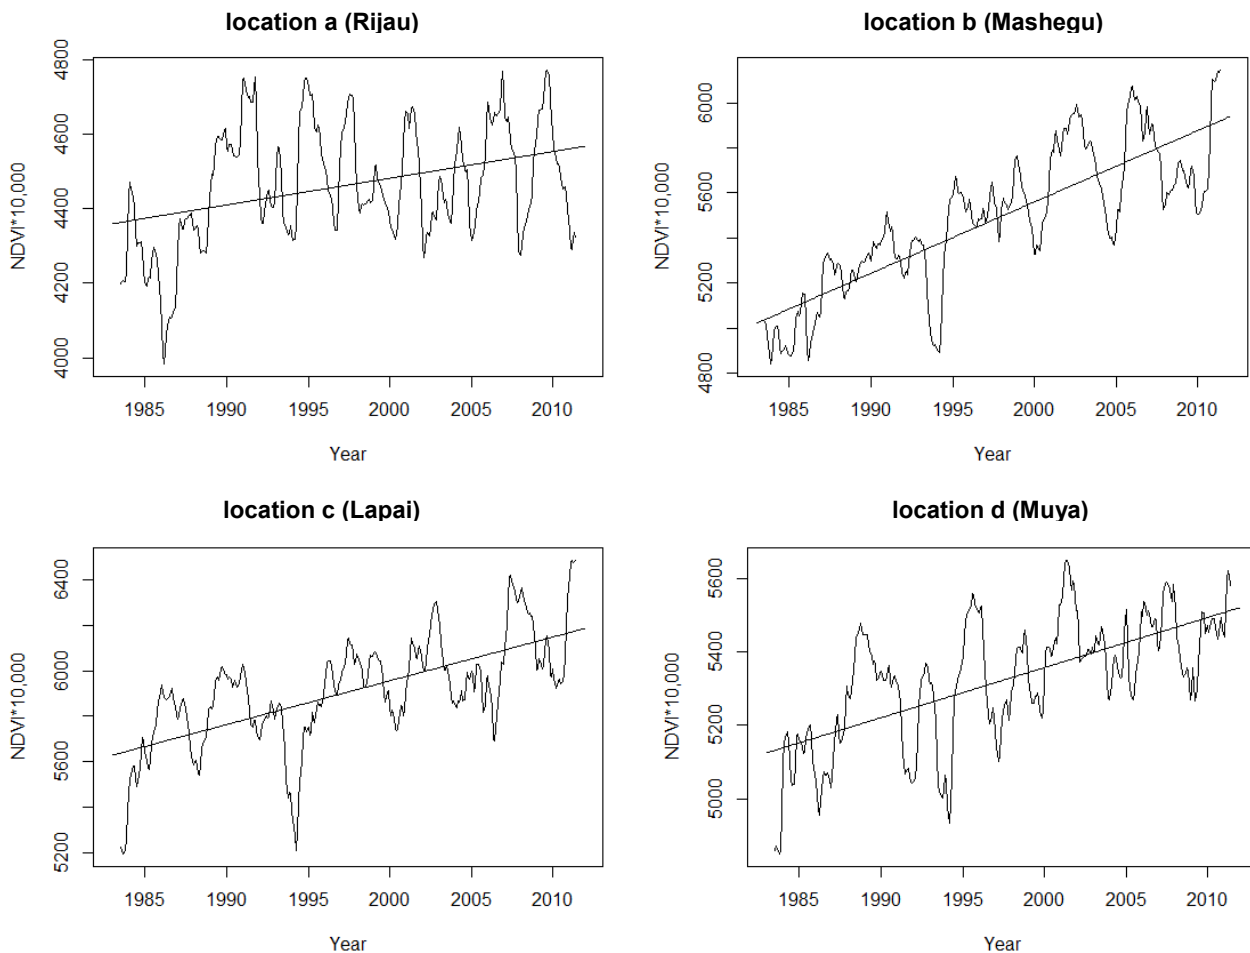 location a (Rijau)
NDVI*10,000
4000 4200 4400 4600 4800
1985 1990 1995 2000 2005 2010
Year
location b (Mashegu)
NDVI*10,000
4800 5200 5600 6000
1985 1990 1995 2000 2005 2010
Year
location c (Lapai)
NDVI*10,000
5200 5600 6000 6400
1985 1990 1995 2000 2005 2010
Year
location d (Muya)
NDVI*10,000
5000 5200 5400 5600
1985 1990 1995 2000 2005 2010
Year